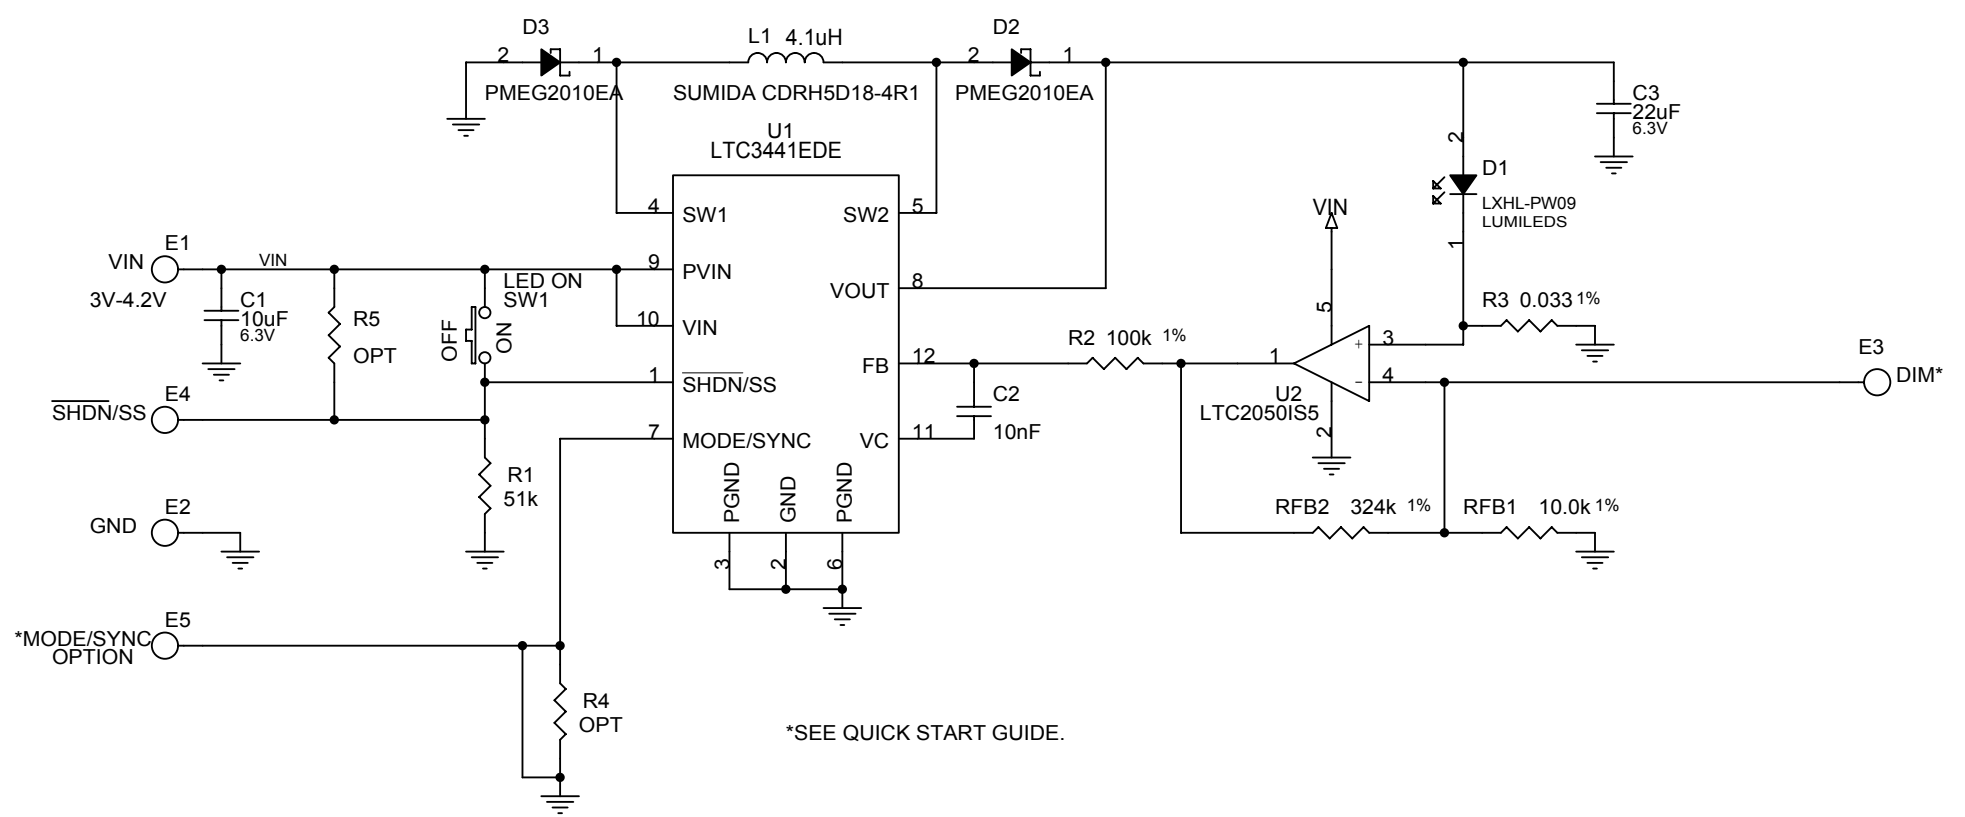 D3
2
1
PMEG2010EA
L1 4.1uH
SUMIDA CDRH5D18-4R1
D2
2
1
PMEG2010EA
C3
22uF
6.3V
U1
LTC3441EDE
2
D1
LXHL-PW09
LUMILEDS
1
4
SW1
SW2
5
VIN
E1
VIN
3V-4.2V
VIN
C1
10uF
6.3V
R5
OPT
LED ON
SW1
OFF
ON
9
PVIN
10
VIN
VOUT
8
5
R3 0.033 1%
R2 100k 1%
FB
12
1
+
3
-
4
U2
LTC2050IS5
2
E3
DIM*
1
SHDN/SS
E4
SHDN/SS
C2
10nF
7
MODE/SYNC
VC
11
R1
51k
PGND
GND
PGND
3
2
6
RFB2 324k 1%
RFB1 10.0k 1%
E2
GND
E5
*MODE/SYNC
OPTION
R4
OPT
*SEE QUICK START GUIDE.